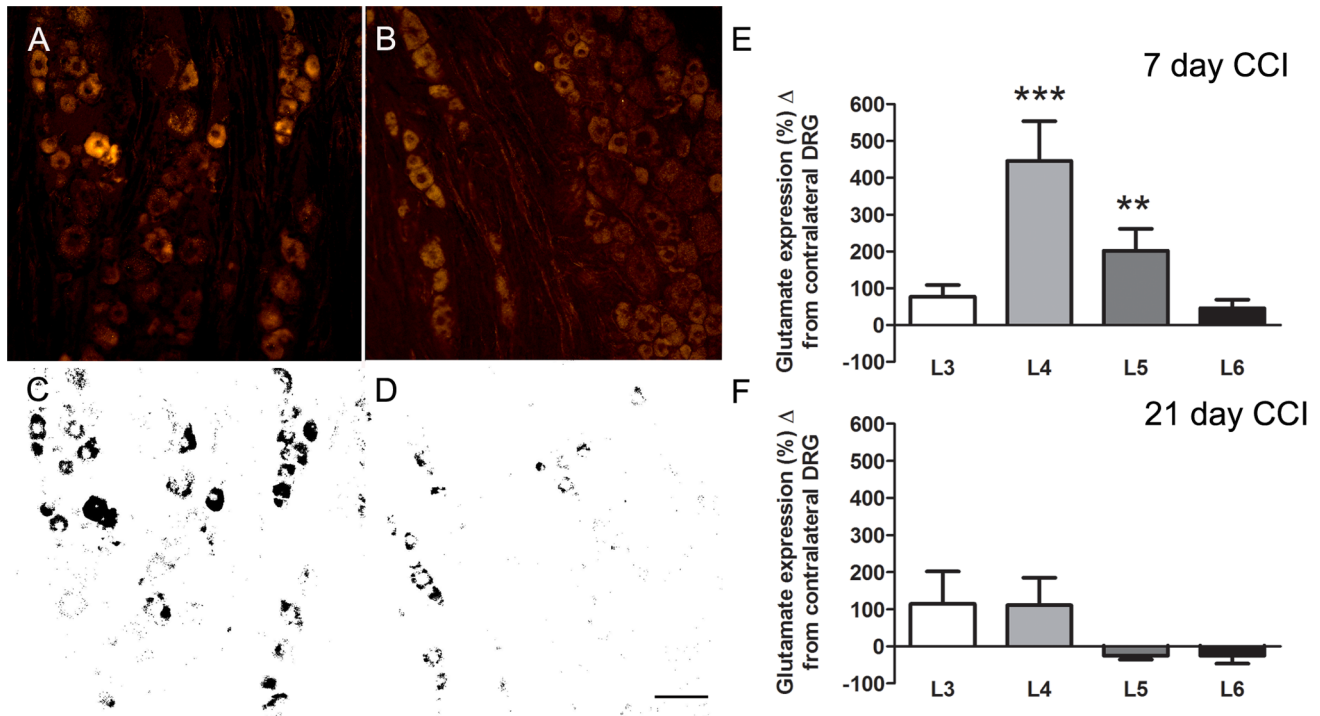 A
B
C
D
E
7 day CCI
Glutamate expression (%) Δ
from contralateral DRG
600
500
400
300
200
100
0
-100
***
**
L3
L4
L5
L6
F
21 day CCI
Glutamate expression (%) Δ
from contralateral DRG
600
500
400
300
200
100
0
-100
L3
L4
L5
L6